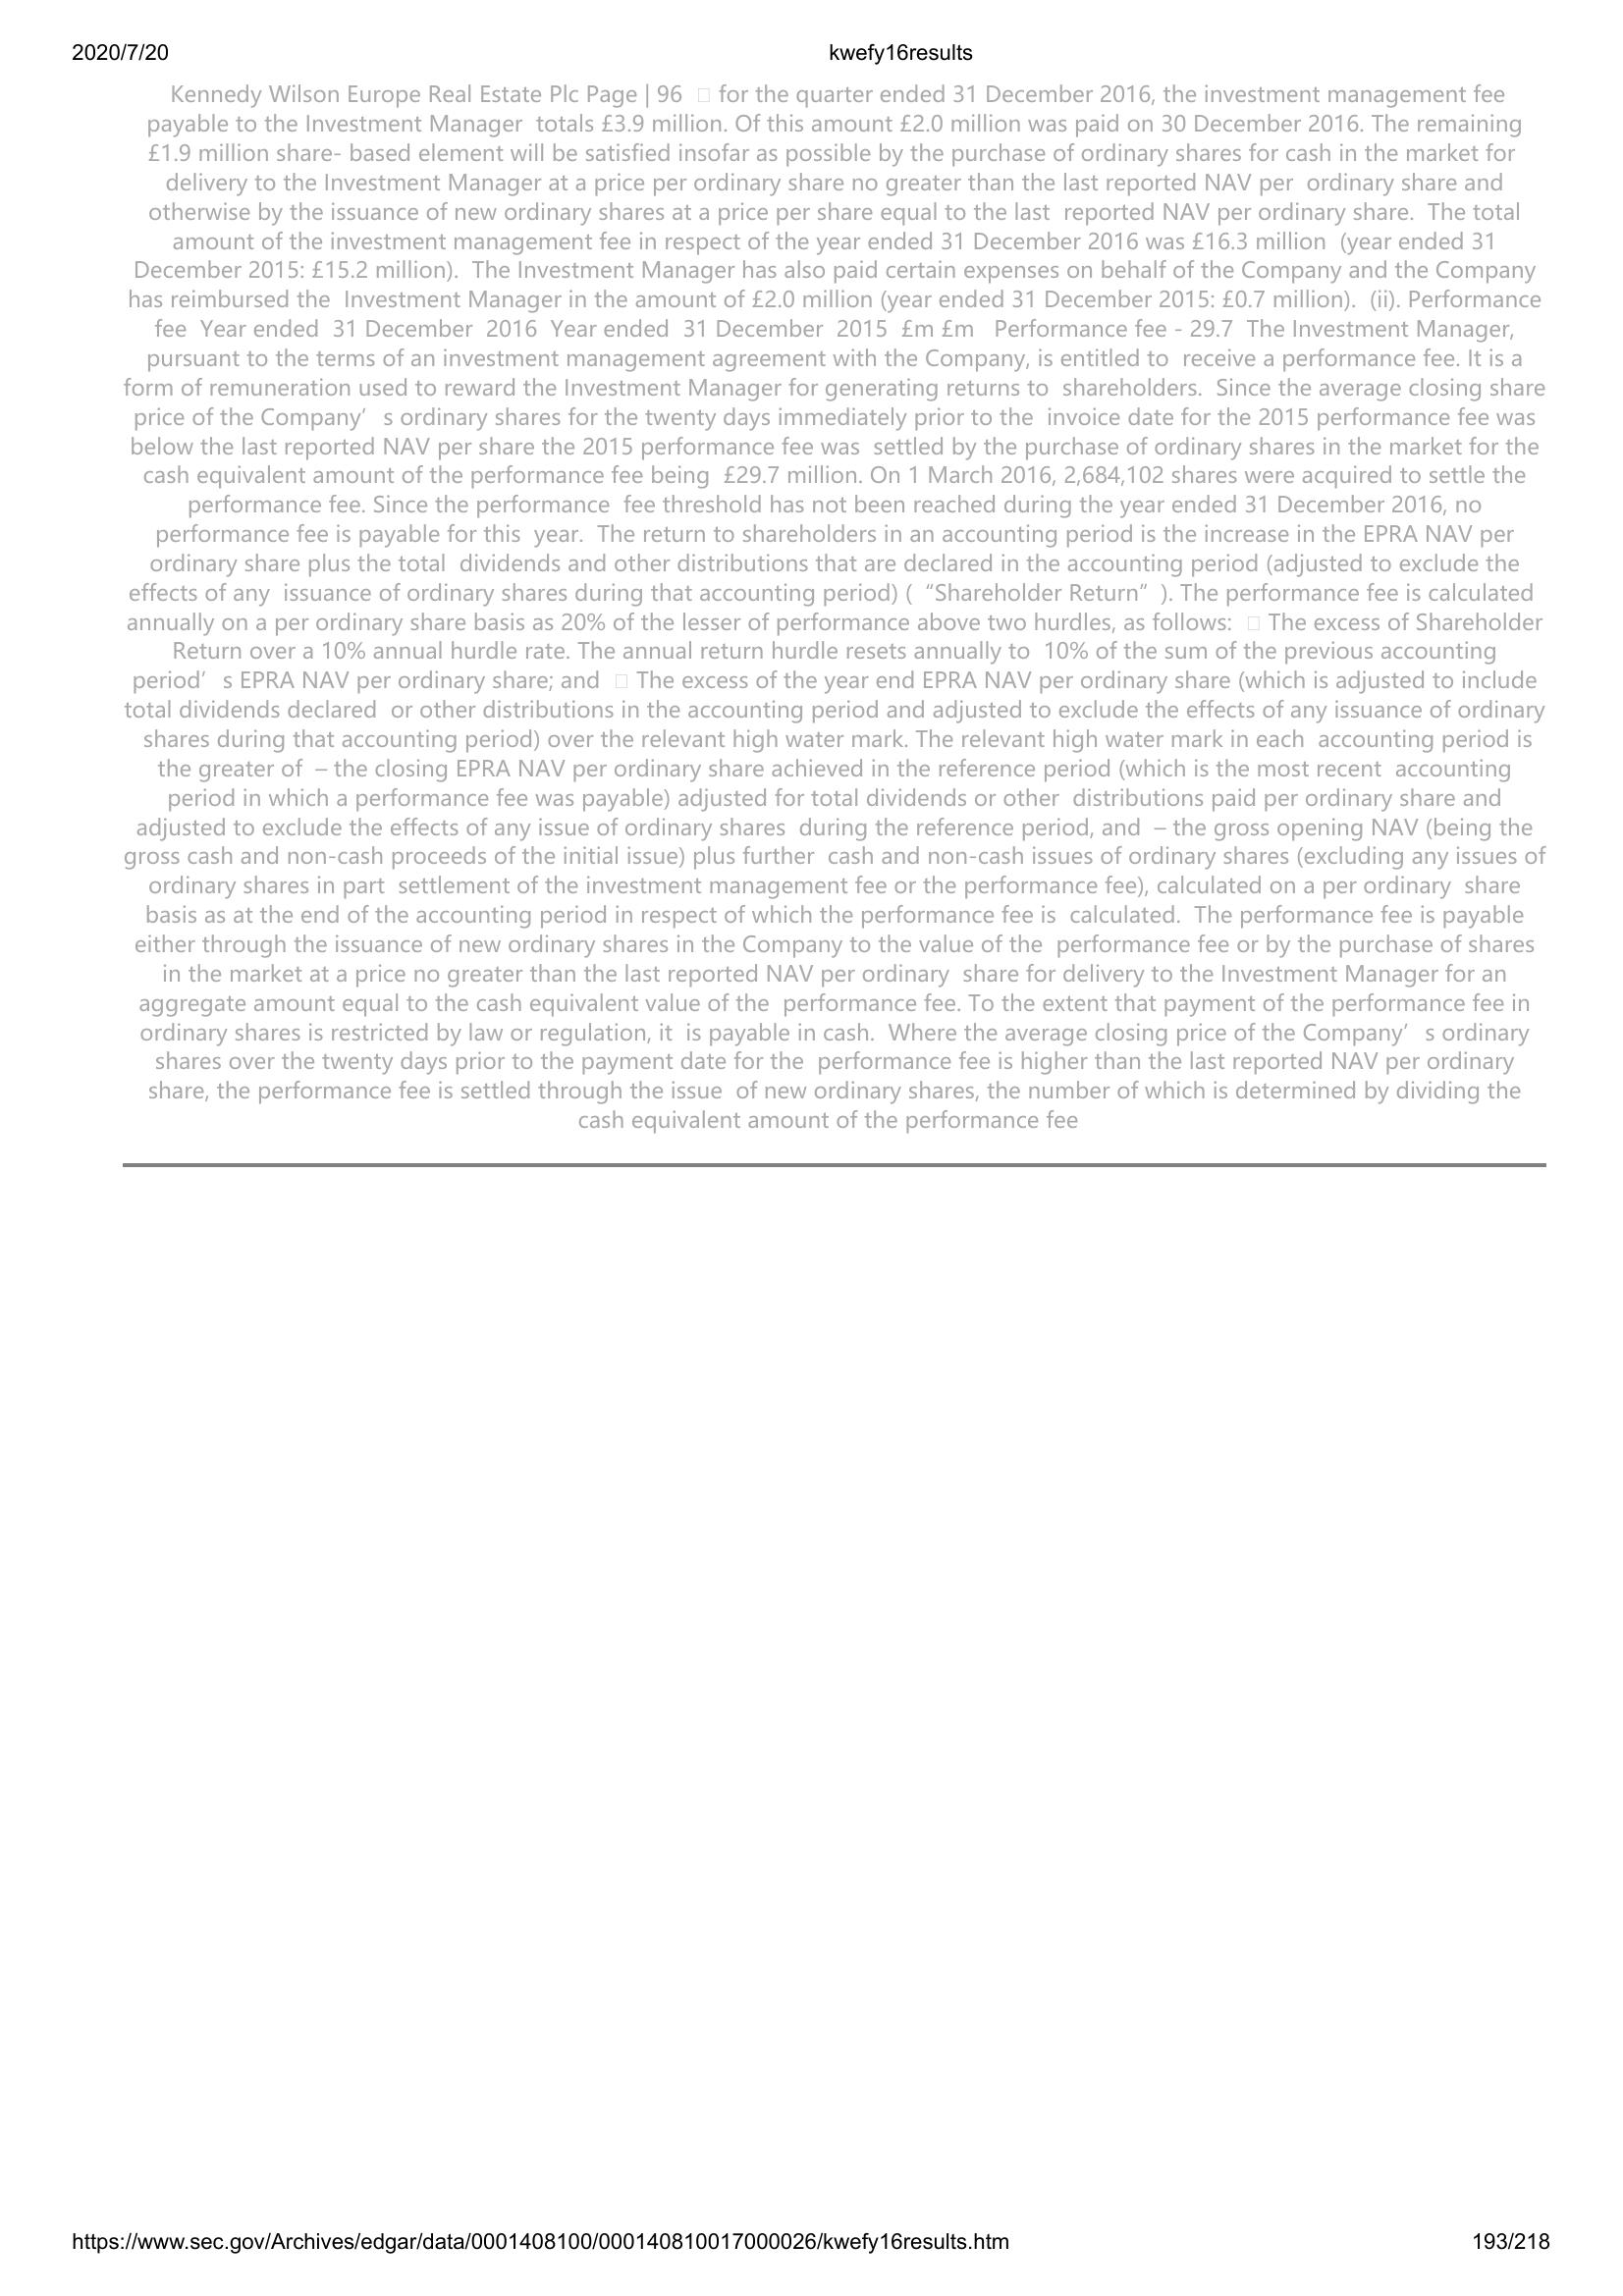 2020/7/20 kwefy16results
Kennedy Wilson Europe Real Estate Plc Page | 96  for the quarter ended 31 December 2016, the investment management fee
payable to the Investment Manager totals £3.9 million. Of this amount £2.0 million was paid on 30 December 2016. The remaining
£1.9 million share- based element will be satisfied insofar as possible by the purchase of ordinary shares for cash in the market for
delivery to the Investment Manager at a price per ordinary share no greater than the last reported NAV per ordinary share and
otherwise by the issuance of new ordinary shares at a price per share equal to the last reported NAV per ordinary share. The total
amount of the investment management fee in respect of the year ended 31 December 2016 was £16.3 million (year ended 31
December 2015: £15.2 million). The Investment Manager has also paid certain expenses on behalf of the Company and the Company
has reimbursed the Investment Manager in the amount of £2.0 million (year ended 31 December 2015: £0.7 million). (ii). Performance
fee Year ended 31 December 2016 Year ended 31 December 2015 £m £m Performance fee - 29.7 The Investment Manager,
pursuant to the terms of an investment management agreement with the Company, is entitled to receive a performance fee. It is a
form of remuneration used to reward the Investment Manager for generating returns to shareholders. Since the average closing share
price of the Company’ s ordinary shares for the twenty days immediately prior to the invoice date for the 2015 performance fee was
below the last reported NAV per share the 2015 performance fee was settled by the purchase of ordinary shares in the market for the
cash equivalent amount of the performance fee being £29.7 million. On 1 March 2016, 2,684,102 shares were acquired to settle the
performance fee. Since the performance fee threshold has not been reached during the year ended 31 December 2016, no
performance fee is payable for this year. The return to shareholders in an accounting period is the increase in the EPRA NAV per
ordinary share plus the total dividends and other distributions that are declared in the accounting period (adjusted to exclude the
effects of any issuance of ordinary shares during that accounting period) ( “Shareholder Return” ). The performance fee is calculated
annually on a per ordinary share basis as 20% of the lesser of performance above two hurdles, as follows:  The excess of Shareholder
Return over a 10% annual hurdle rate. The annual return hurdle resets annually to 10% of the sum of the previous accounting
period’ s EPRA NAV per ordinary share; and  The excess of the year end EPRA NAV per ordinary share (which is adjusted to include
total dividends declared or other distributions in the accounting period and adjusted to exclude the effects of any issuance of ordinary
shares during that accounting period) over the relevant high water mark. The relevant high water mark in each accounting period is
the greater of – the closing EPRA NAV per ordinary share achieved in the reference period (which is the most recent accounting
period in which a performance fee was payable) adjusted for total dividends or other distributions paid per ordinary share and
adjusted to exclude the effects of any issue of ordinary shares during the reference period, and – the gross opening NAV (being the
gross cash and non-cash proceeds of the initial issue) plus further cash and non-cash issues of ordinary shares (excluding any issues of
ordinary shares in part settlement of the investment management fee or the performance fee), calculated on a per ordinary share
basis as at the end of the accounting period in respect of which the performance fee is calculated. The performance fee is payable
either through the issuance of new ordinary shares in the Company to the value of the performance fee or by the purchase of shares
in the market at a price no greater than the last reported NAV per ordinary share for delivery to the Investment Manager for an
aggregate amount equal to the cash equivalent value of the performance fee. To the extent that payment of the performance fee in
ordinary shares is restricted by law or regulation, it is payable in cash. Where the average closing price of the Company’ s ordinary
shares over the twenty days prior to the payment date for the performance fee is higher than the last reported NAV per ordinary
share, the performance fee is settled through the issue of new ordinary shares, the number of which is determined by dividing the
cash equivalent amount of the performance fee
https://www.sec.gov/Archives/edgar/data/0001408100/000140810017000026/kwefy16results.htm 193/218